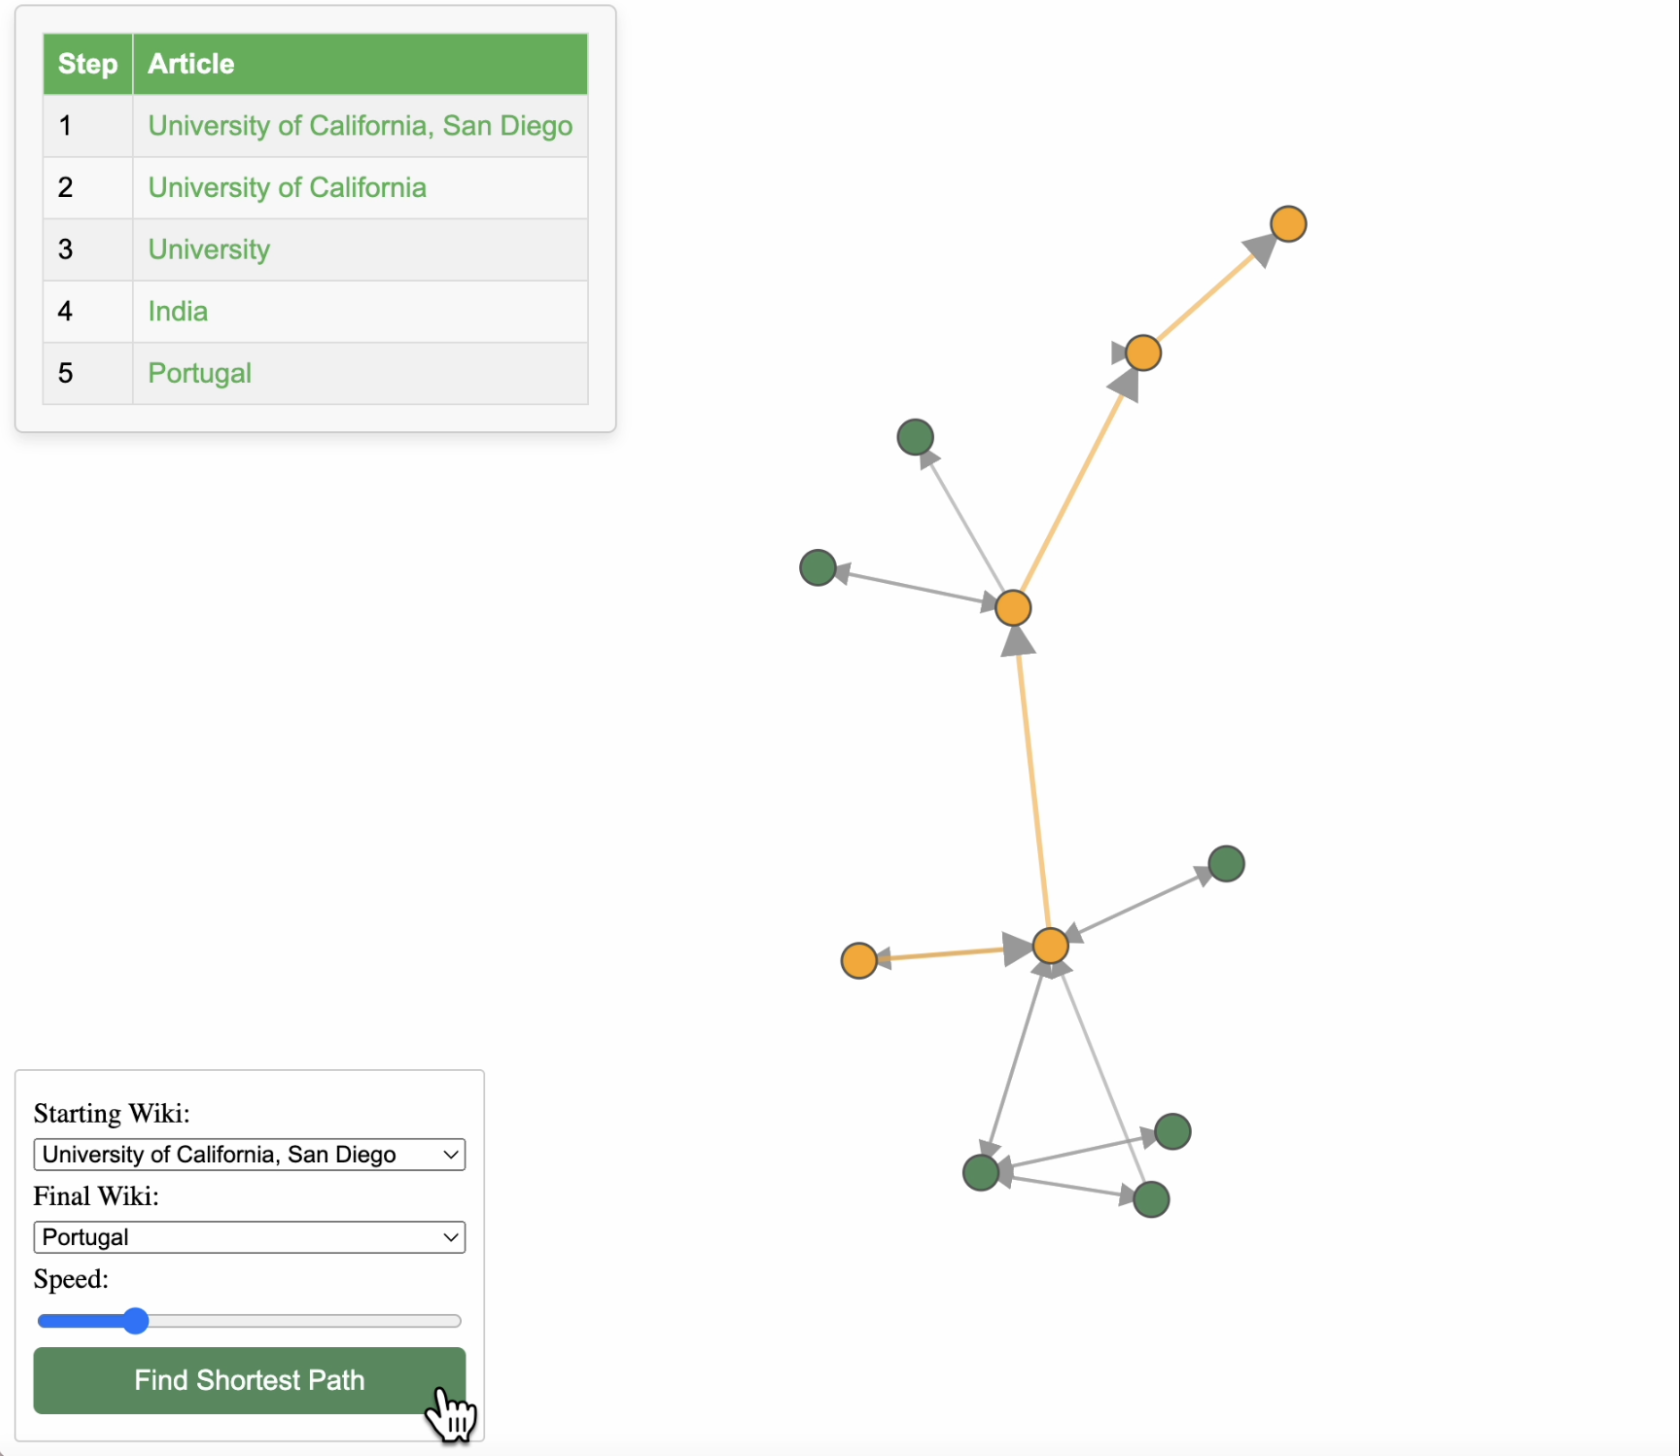 Step Article
1 University of California, San Diego
2 University of California
3 University
4 India
5 Portugal
Starting Wiki:
University of California, San Diego
Final Wiki:
Portugal
Speed:
Find Shortest Path